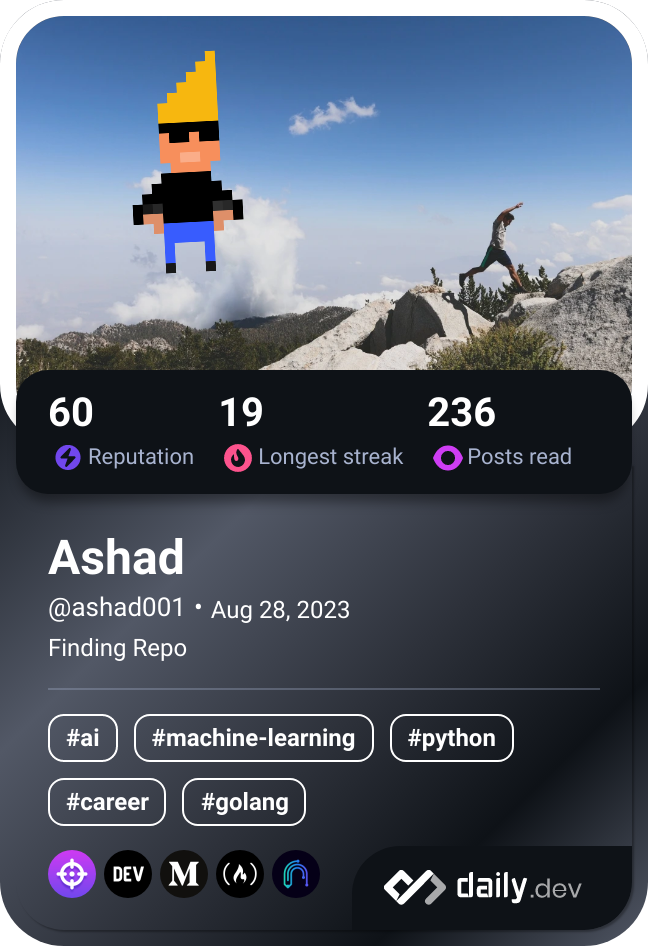 60 19 236
Reputation Longest streak Posts read
Ashad
@ashad001 • Aug 28, 2023
Finding Repo
#ai #machine-learning #python
#career #golang
DEV M daily.dev